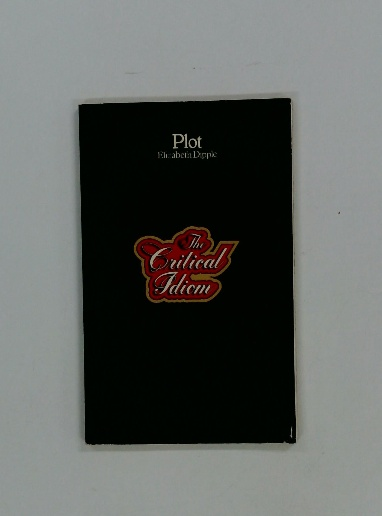 Plot
Elizabeth Dipple
The
Critical
Idiom